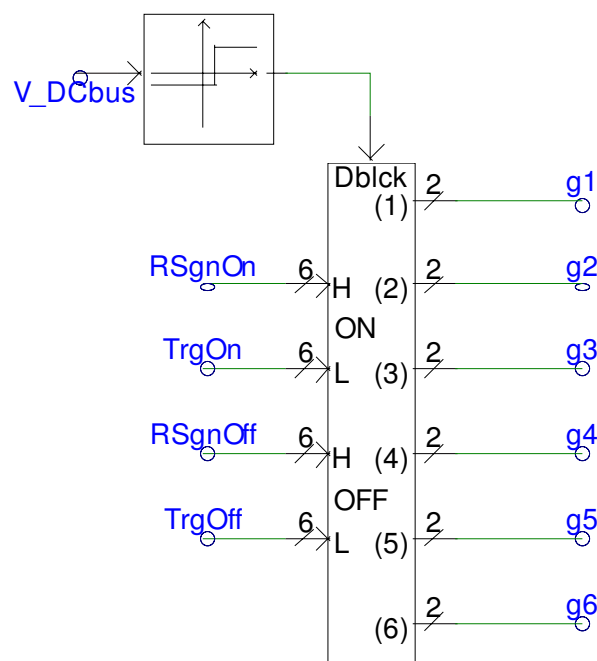 V_DCbus
Dblck
(1) 2 g1
RSgnOn 6 H (2) 2 g2
ON
TrgOn 6 L (3) 2 g3
RSgnOff 6 H (4) 2 g4
OFF
TrgOff 6 L (5) 2 g5
(6) 2 g6